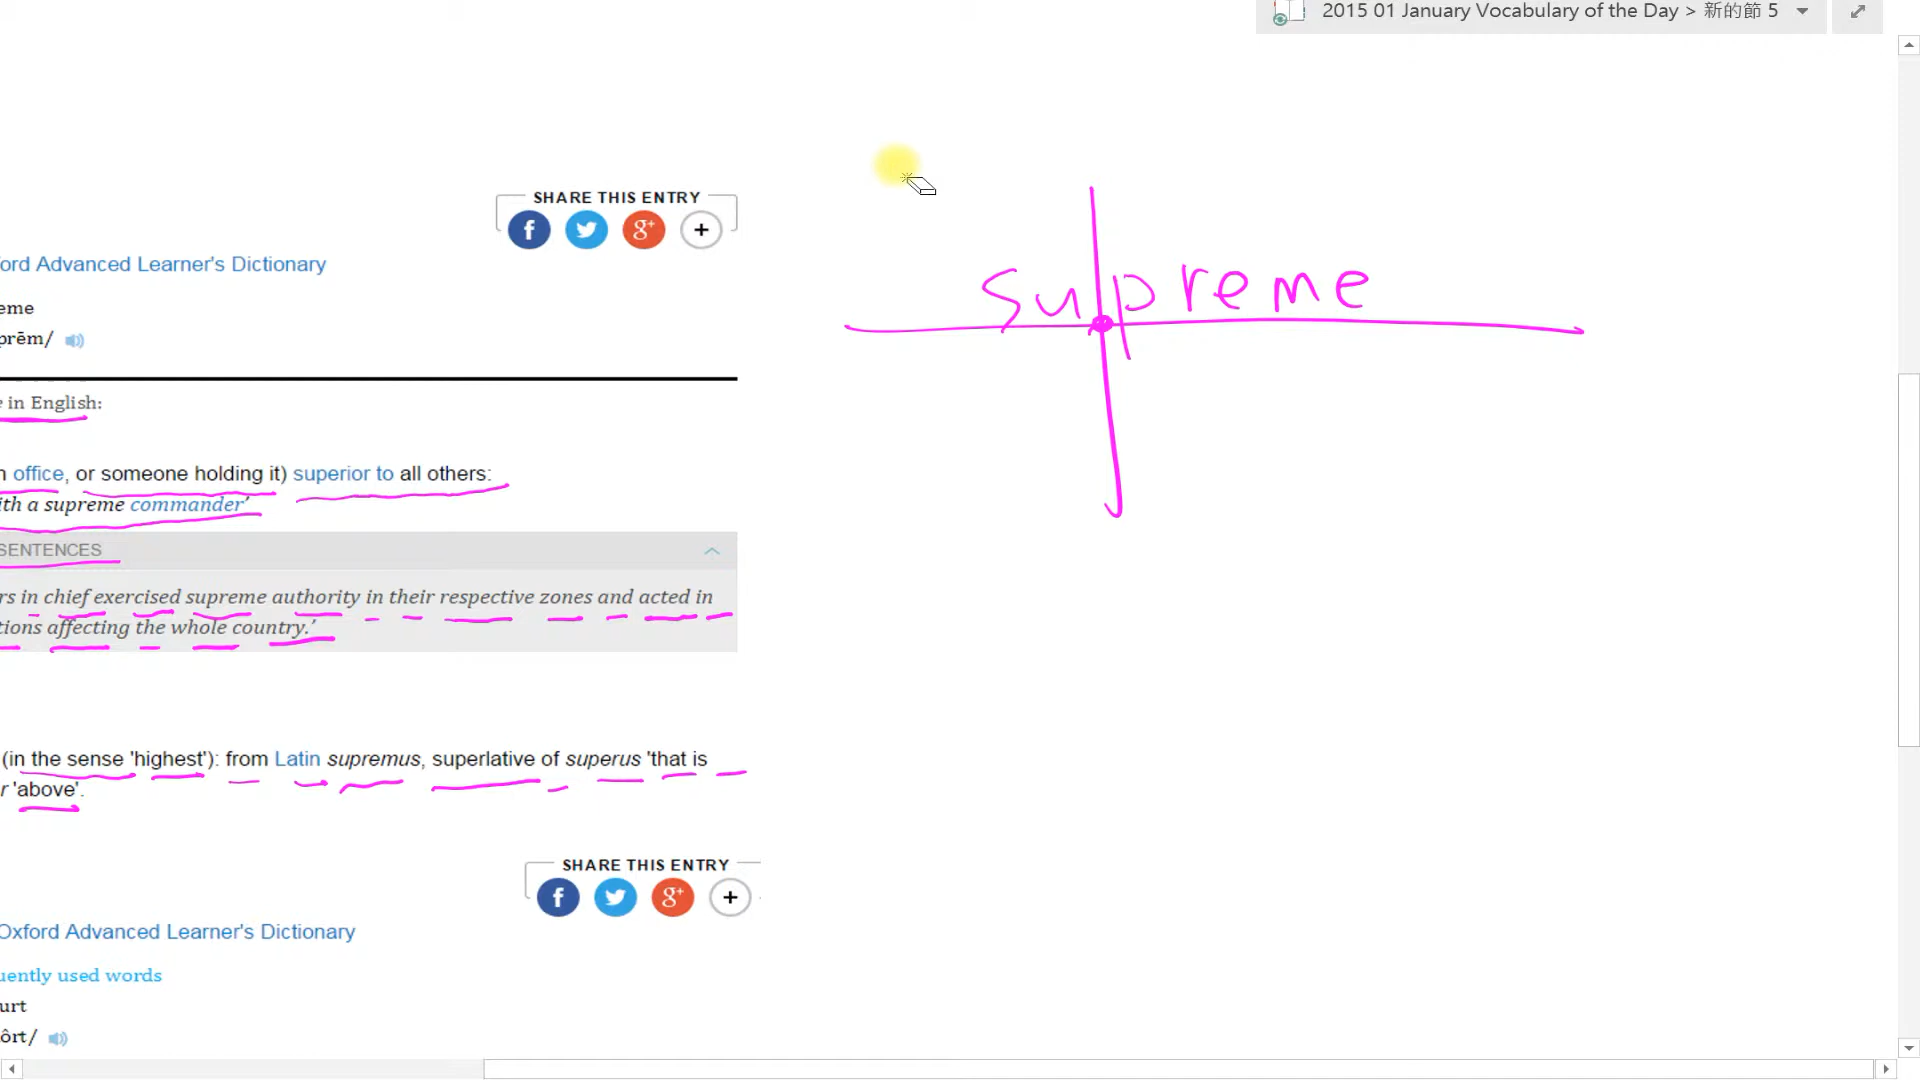 2015 01 January Vocabulary of the Day > 新的節 5
SHARE THIS ENTRY
f g+ +
ord Advanced Learner's Dictionary
eme
prēm/
supreme
e in English:
n office, or someone holding it) superior to all others:
ith a supreme commander'
SENTENCES
rs in chief exercised supreme authority in their respective zones and acted in
tions affecting the whole country.'
(in the sense 'highest'): from Latin supremus, superlative of superus 'that is
r 'above'.
SHARE THIS ENTRY
f g+ +
Oxford Advanced Learner's Dictionary
uently used words
urt
ôrt/